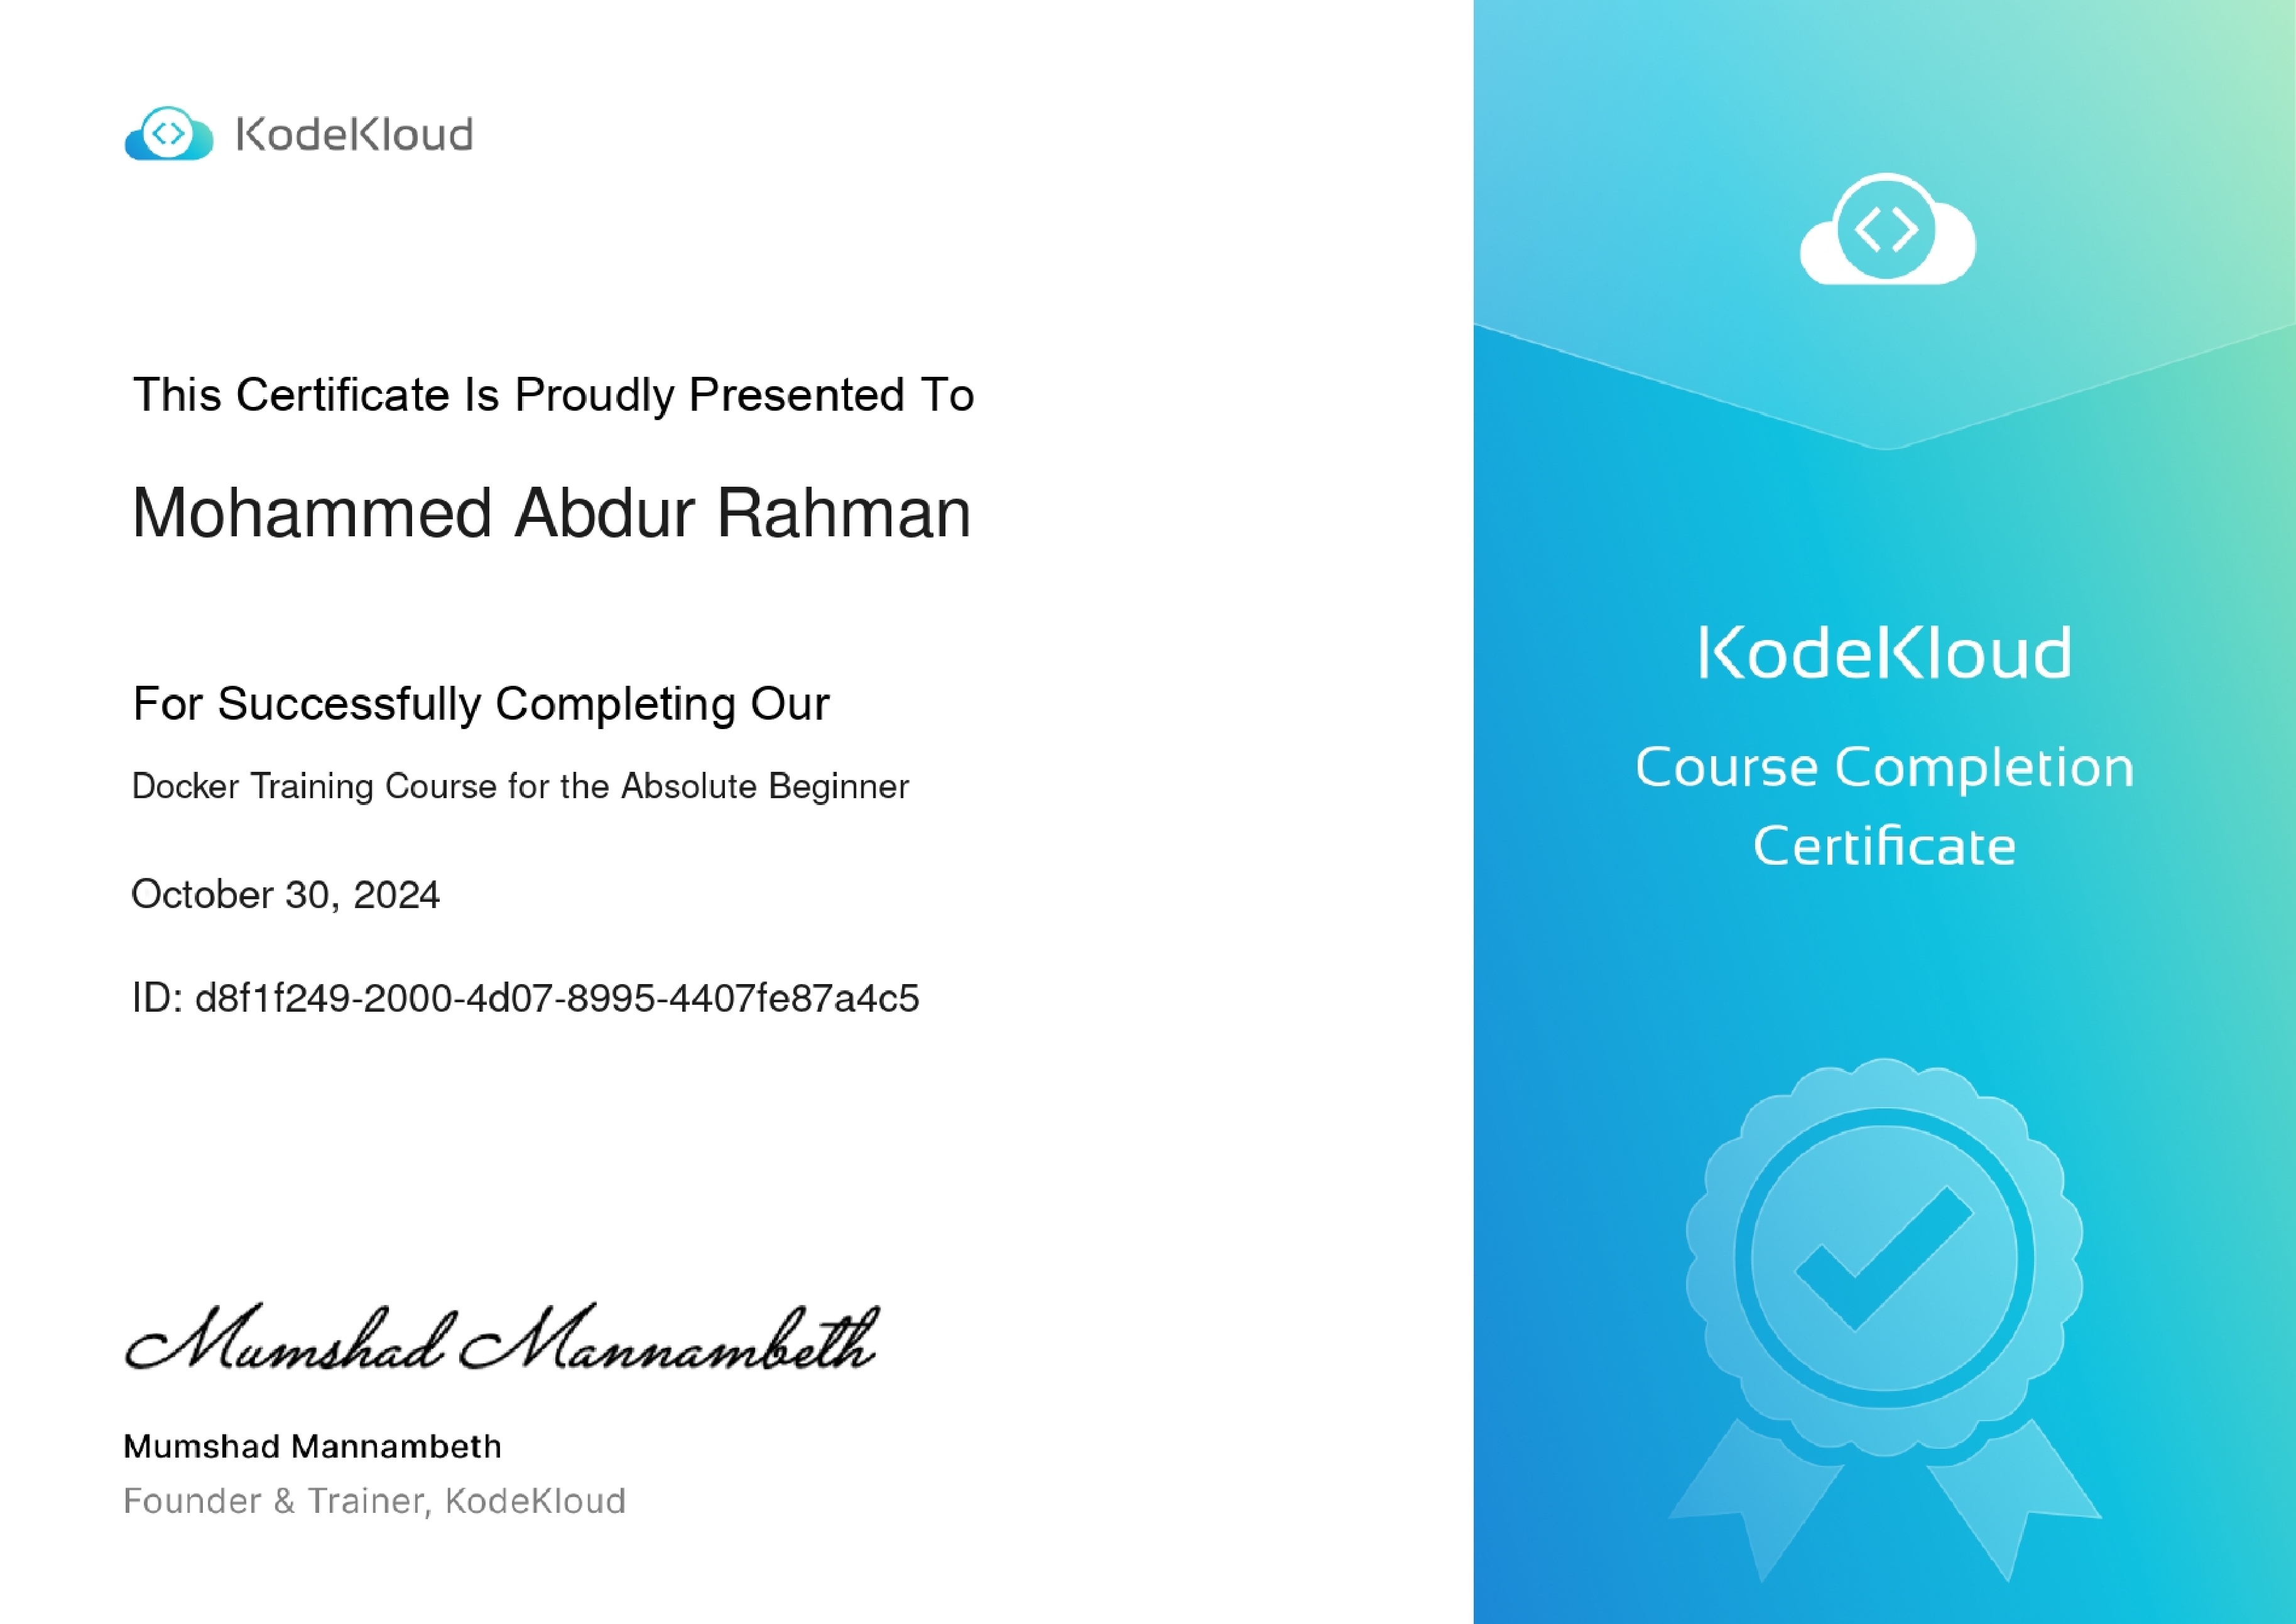 KodeKloud
This Certificate Is Proudly Presented To
Mohammed Abdur Rahman
For Successfully Completing Our
Docker Training Course for the Absolute Beginner
October 30, 2024
ID: d8f1f249-2000-4d07-8995-4407fe87a4c5
Mumshad Mannambeth
Mumshad Mannambeth
Founder & Trainer, KodeKloud
KodeKloud
Course Completion
Certificate